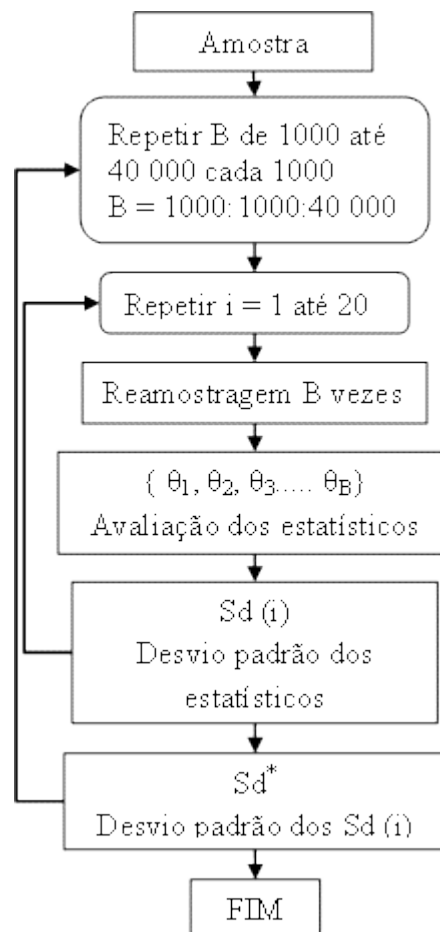 Amostra
Repetir B de 1000 até
40 000 cada 1000
B = 1000: 1000:40 000
Repetir i = 1 até 20
Reamostragem B vezes
{ θ₁, θ₂, θ₃..... θ_B}
Avaliação dos estatísticos
Sd (i)
Desvio padrão dos
estatísticos
Sd*
Desvio padrão dos Sd (i)
FIM